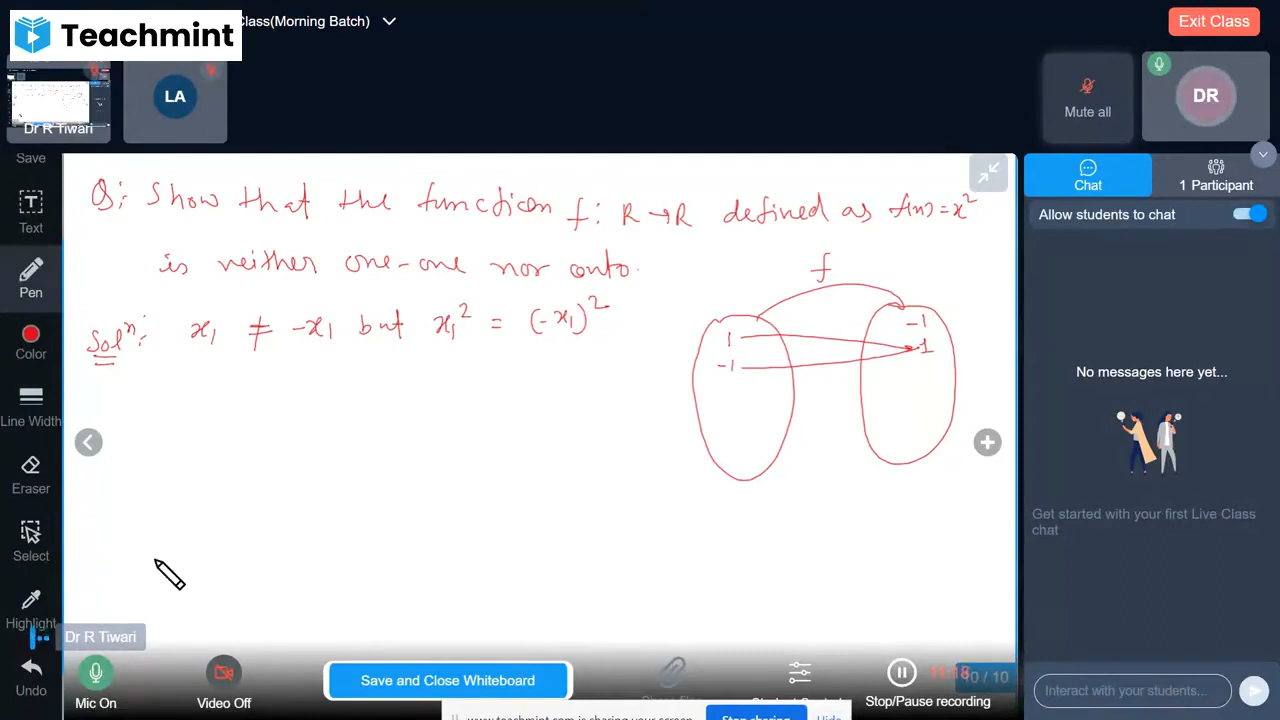 Teachmint
Class(Morning Batch)
Exit Class
LA
DR
Dr R Tiwari
Mute all
Save
Text
Pen
Color
Line Width
Eraser
Select
Highlight
Undo
Q: Show that the function f: R → R defined as f(x) = x²
is neither one-one nor onto.
Solⁿ: x₁ ≠ -x₁ but x₁² = (-x₁)²
f
1
-1
-1
1
Chat
1 Participant
Allow students to chat
No messages here yet...
Get started with your first Live Class
chat
Interact with your students...
Dr R Tiwari
Mic On
Video Off
Save and Close Whiteboard
11:18
10 / 10
Stop/Pause recording
www.teachmint.com is sharing your screen.
Stop sharing
Hide